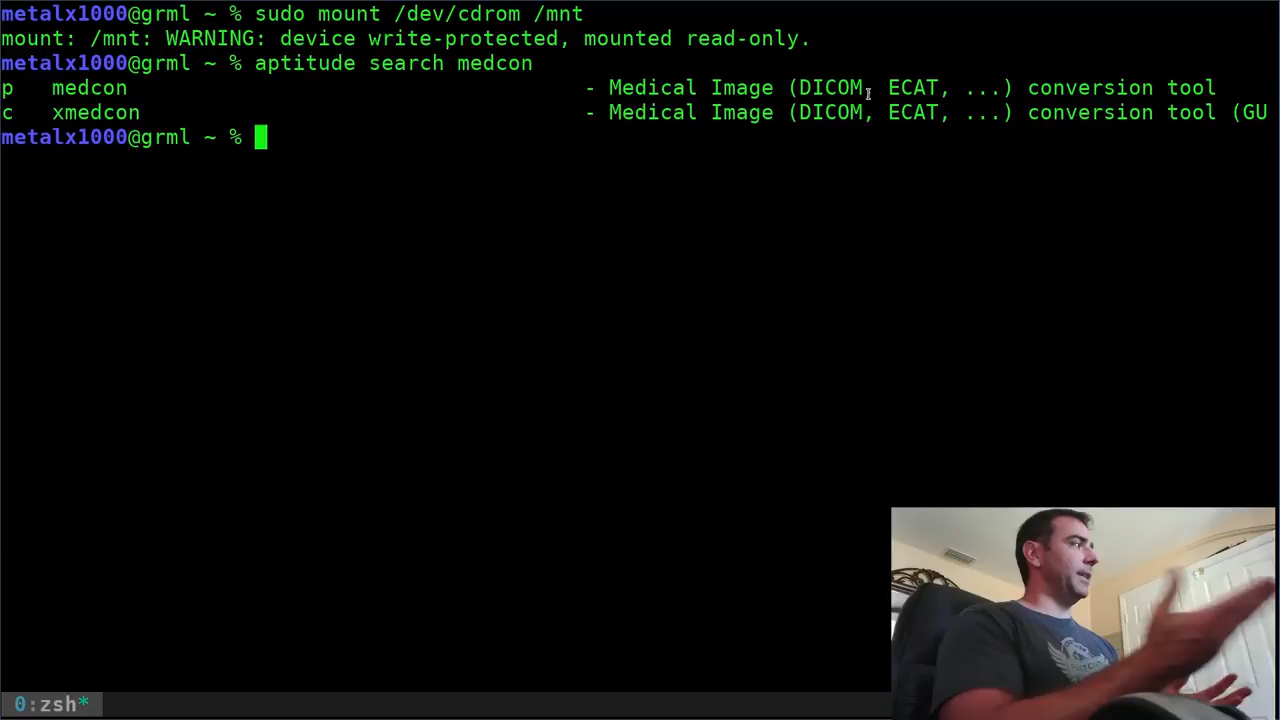 metalx1000@grml ~ % sudo mount /dev/cdrom /mnt
mount: /mnt: WARNING: device write-protected, mounted read-only.
metalx1000@grml ~ % aptitude search medcon
p   medcon                                    - Medical Image (DICOM, ECAT, ...) conversion tool
c   xmedcon                                   - Medical Image (DICOM, ECAT, ...) conversion tool (GU
metalx1000@grml ~ %
0:zsh*